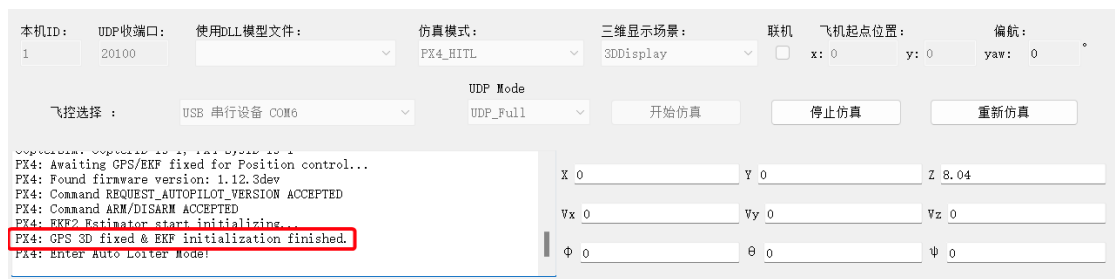 本机ID: UDP收端口: 使用DLL模型文件: 仿真模式: 三维显示场景: 联机 飞机起点位置: 偏航:
1 20100 PX4_HITL 3DDisplay x: 0 y: 0 yaw: 0 °
UDP Mode
飞控选择 : USB 串行设备 COM6 UDP_Full 开始仿真 停止仿真 重新仿真
PX4: Awaiting GPS/EKF fixed for Position control...
PX4: Found firmware version: 1.12.3dev
PX4: Command REQUEST_AUTOPILOT_VERSION ACCEPTED
PX4: Command ARM/DISARM ACCEPTED
PX4: EKF2 Estimator start initializing...
PX4: GPS 3D fixed & EKF initialization finished.
PX4: Enter Auto Loiter Mode!
X 0 Y 0 Z 8.04
Vx 0 Vy 0 Vz 0
Φ 0 θ 0 ψ 0